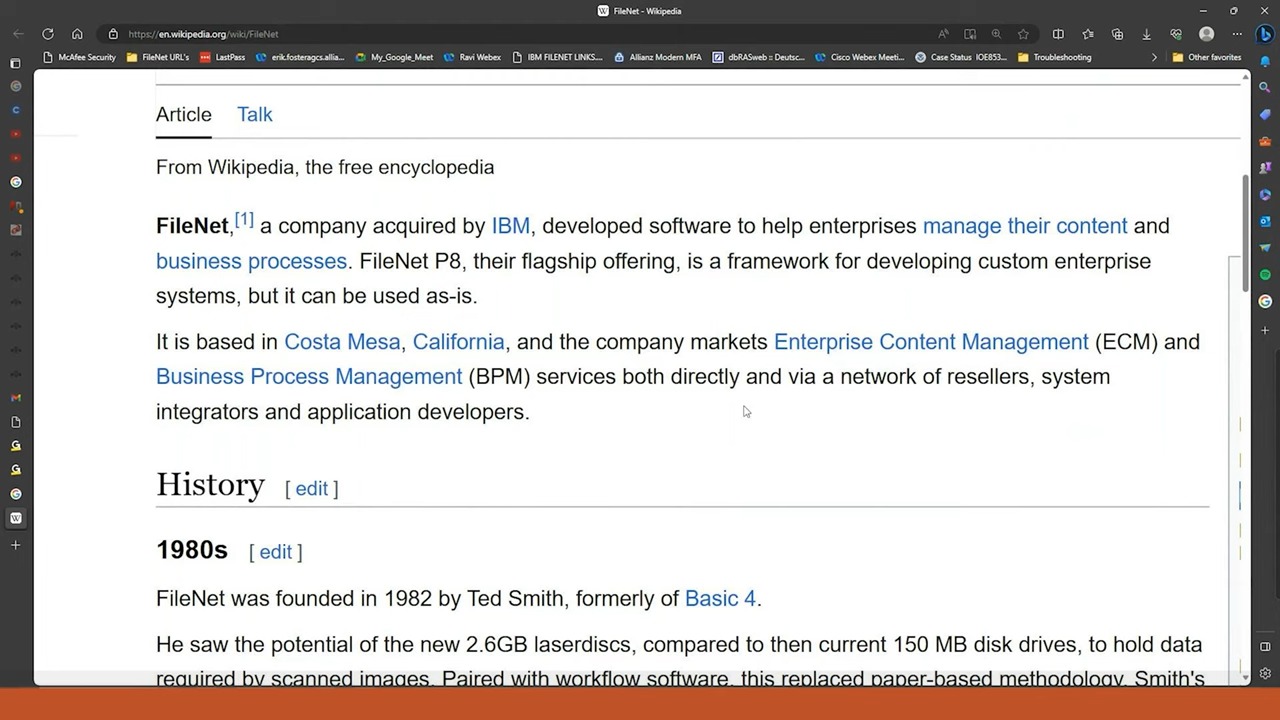 FileNet - Wikipedia
https://en.wikipedia.org/wiki/FileNet
McAfee Security
FileNet URL's
LastPass
erik.fosteragcs.allia...
My_Google_Meet
Ravi Webex
IBM FILENET LINKS....
Allianz Modern MFA
dbRASweb :: Deutsc...
Cisco Webex Meeti...
Case Status IOE853...
Troubleshooting
Other favorites
Article Talk
From Wikipedia, the free encyclopedia
FileNet,[1] a company acquired by IBM, developed software to help enterprises manage their content and
business processes. FileNet P8, their flagship offering, is a framework for developing custom enterprise
systems, but it can be used as-is.
It is based in Costa Mesa, California, and the company markets Enterprise Content Management (ECM) and
Business Process Management (BPM) services both directly and via a network of resellers, system
integrators and application developers.
History [ edit ]
1980s [ edit ]
FileNet was founded in 1982 by Ted Smith, formerly of Basic 4.
He saw the potential of the new 2.6GB laserdiscs, compared to then current 150 MB disk drives, to hold data
required by scanned images. Paired with workflow software, this replaced paper-based methodology. Smith's